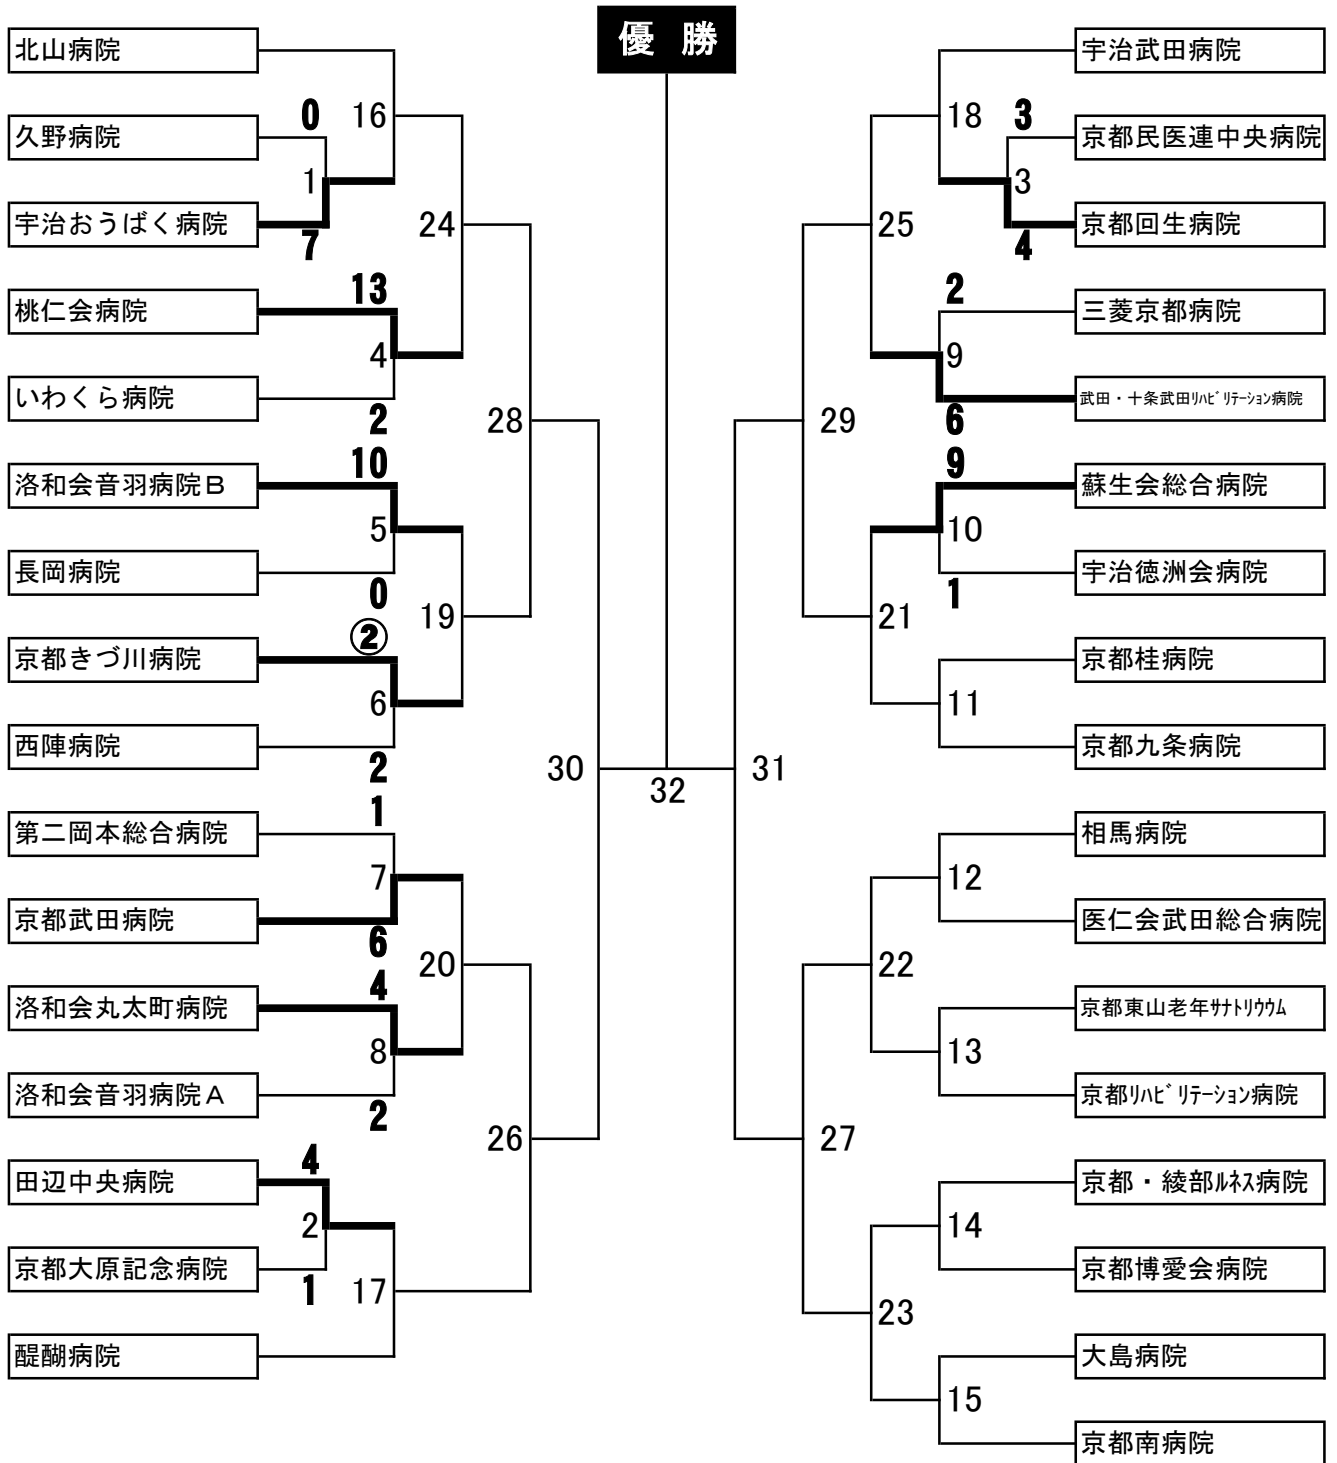 優 勝
北山病院
0
16
久野病院
1
宇治おうばく病院
7
24
13
桃仁会病院
4
いわくら病院
2
28
10
洛和会音羽病院B
5
長岡病院
0
19
②
京都きづ川病院
6
西陣病院
2
30
1
第二岡本総合病院
7
京都武田病院
6
20
4
洛和会丸太町病院
8
洛和会音羽病院A
2
26
4
田辺中央病院
2
京都大原記念病院
1
17
醍醐病院
32
宇治武田病院
18
3
京都民医連中央病院
3
京都回生病院
4
25
2
三菱京都病院
9
武田・十条武田リハビリテーション病院
6
29
9
蘇生会総合病院
10
宇治徳洲会病院
1
21
京都桂病院
11
京都九条病院
31
相馬病院
12
医仁会武田総合病院
22
京都東山老年サナトリウム
13
京都リハビリテーション病院
27
京都・綾部ルネス病院
14
京都博愛会病院
23
大島病院
15
京都南病院